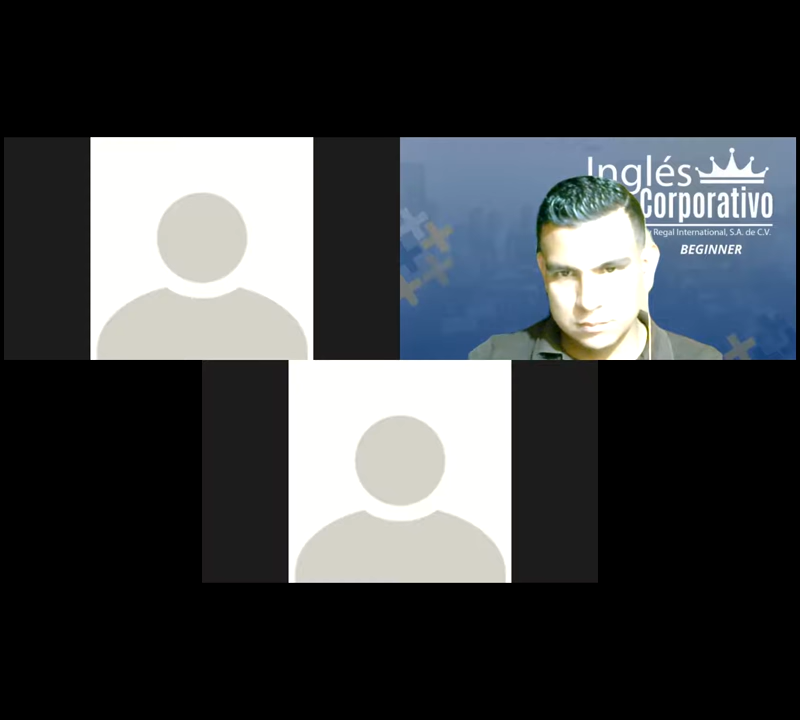 Inglés
Corporativo
Regal International, S.A. de C.V.
BEGINNER